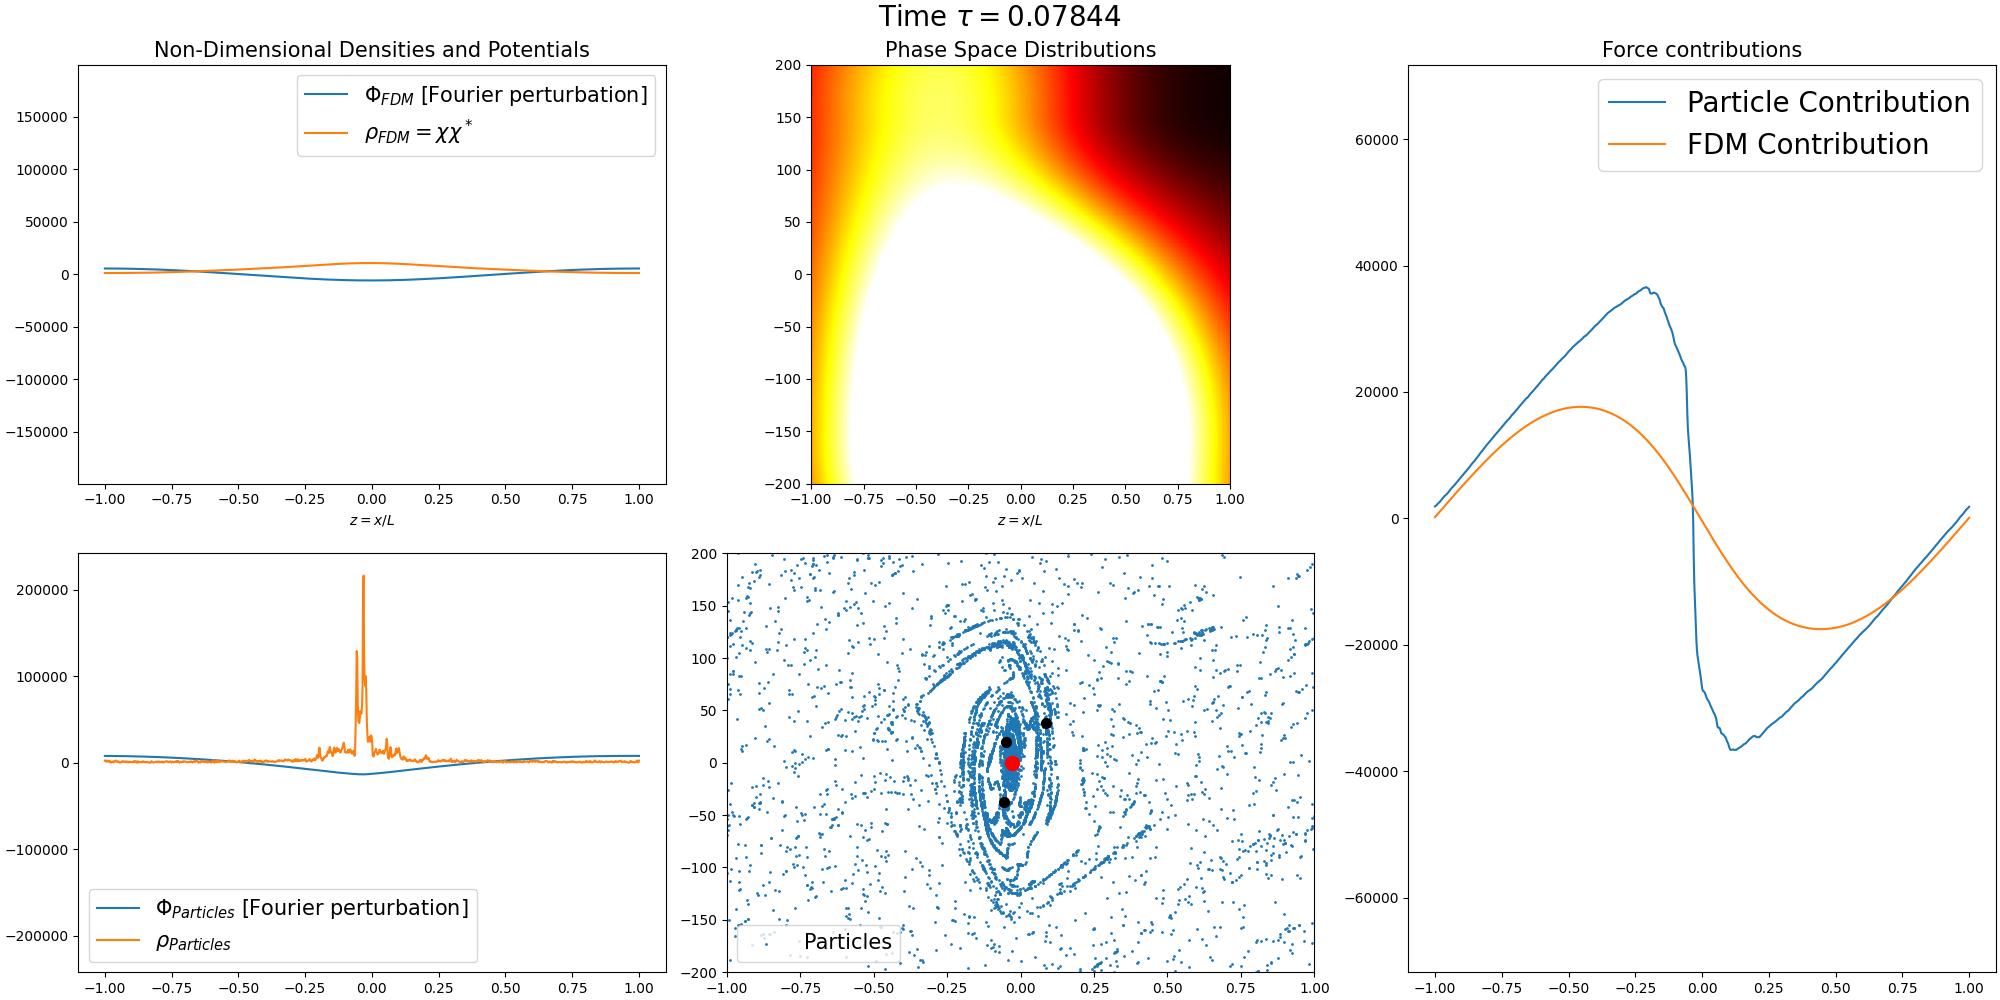 Time τ = 0.07844
Non-Dimensional Densities and Potentials
Φ_FDM [Fourier perturbation]
ρ_FDM = χχ*
150000
100000
50000
0
−50000
−100000
−150000
−1.00 −0.75 −0.50 −0.25 0.00 0.25 0.50 0.75 1.00
z = x/L
Phase Space Distributions
200
150
100
50
0
−50
−100
−150
−200
−1.00 −0.75 −0.50 −0.25 0.00 0.25 0.50 0.75 1.00
z = x/L
Force contributions
Particle Contribution
FDM Contribution
60000
40000
20000
0
−20000
−40000
−60000
−1.00 −0.75 −0.50 −0.25 0.00 0.25 0.50 0.75 1.00
200000
100000
0
−100000
−200000
Φ_Particles [Fourier perturbation]
ρ_Particles
−1.00 −0.75 −0.50 −0.25 0.00 0.25 0.50 0.75 1.00
200
150
100
50
0
−50
−100
−150
−200
Particles
−1.00 −0.75 −0.50 −0.25 0.00 0.25 0.50 0.75 1.00